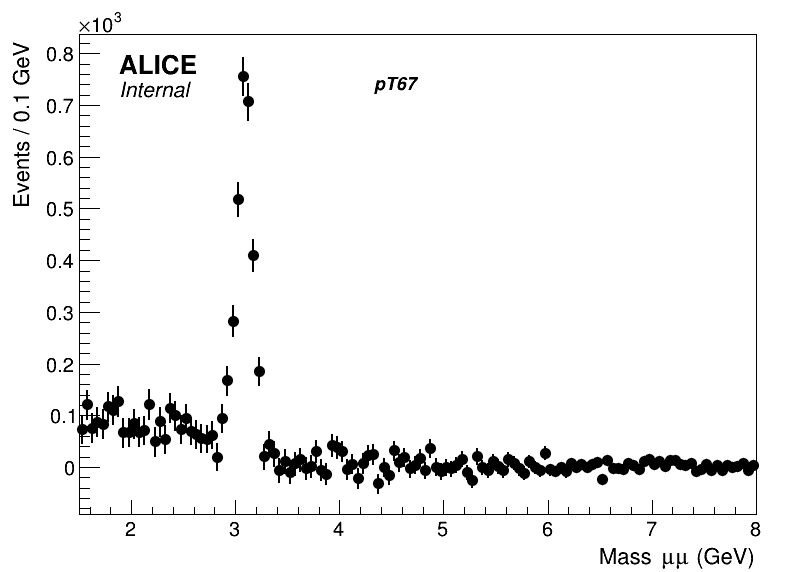 ×10³
0.8
0.7
0.6
0.5
0.4
0.3
0.2
0.1
0
Events / 0.1 GeV
ALICE
Internal
pT67
2 3 4 5 6 7 8
Mass μμ (GeV)